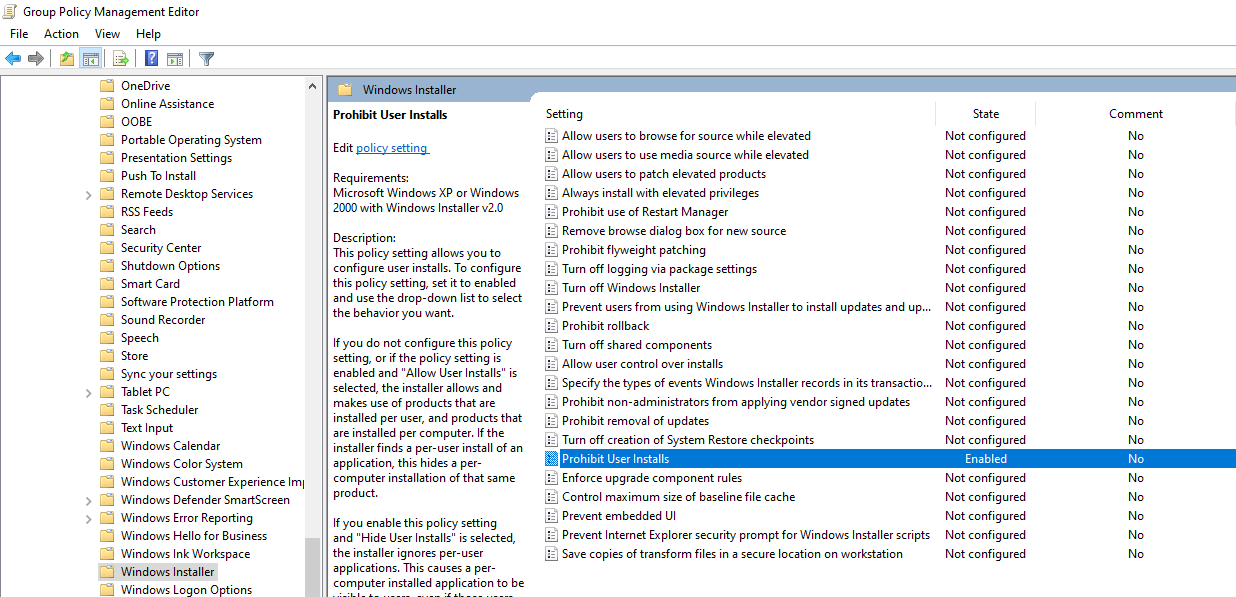 Group Policy Management Editor
File Action View Help
OneDrive
Online Assistance
OOBE
Portable Operating System
Presentation Settings
Push To Install
Remote Desktop Services
RSS Feeds
Search
Security Center
Shutdown Options
Smart Card
Software Protection Platform
Sound Recorder
Speech
Store
Sync your settings
Tablet PC
Task Scheduler
Text Input
Windows Calendar
Windows Color System
Windows Customer Experience Imp
Windows Defender SmartScreen
Windows Error Reporting
Windows Hello for Business
Windows Ink Workspace
Windows Installer
Windows Logon Options
Windows Installer
Prohibit User Installs
Edit policy setting
Requirements:
Microsoft Windows XP or Windows
2000 with Windows Installer v2.0
Description:
This policy setting allows you to
configure user installs. To configure
this policy setting, set it to enabled
and use the drop-down list to select
the behavior you want.
If you do not configure this policy
setting, or if the policy setting is
enabled and "Allow User Installs" is
selected, the installer allows and
makes use of products that are
installed per user, and products that
are installed per computer. If the
installer finds a per-user install of an
application, this hides a per-
computer installation of that same
product.
If you enable this policy setting
and "Hide User Installs" is selected,
the installer ignores per-user
applications. This causes a per-
computer installed application to be
visible to users, even if those users
Setting State Comment
Allow users to browse for source while elevated Not configured No
Allow users to use media source while elevated Not configured No
Allow users to patch elevated products Not configured No
Always install with elevated privileges Not configured No
Prohibit use of Restart Manager Not configured No
Remove browse dialog box for new source Not configured No
Prohibit flyweight patching Not configured No
Turn off logging via package settings Not configured No
Turn off Windows Installer Not configured No
Prevent users from using Windows Installer to install updates and up... Not configured No
Prohibit rollback Not configured No
Turn off shared components Not configured No
Allow user control over installs Not configured No
Specify the types of events Windows Installer records in its transactio... Not configured No
Prohibit non-administrators from applying vendor signed updates Not configured No
Prohibit removal of updates Not configured No
Turn off creation of System Restore checkpoints Not configured No
Prohibit User Installs Enabled No
Enforce upgrade component rules Not configured No
Control maximum size of baseline file cache Not configured No
Prevent embedded UI Not configured No
Prevent Internet Explorer security prompt for Windows Installer scripts Not configured No
Save copies of transform files in a secure location on workstation Not configured No